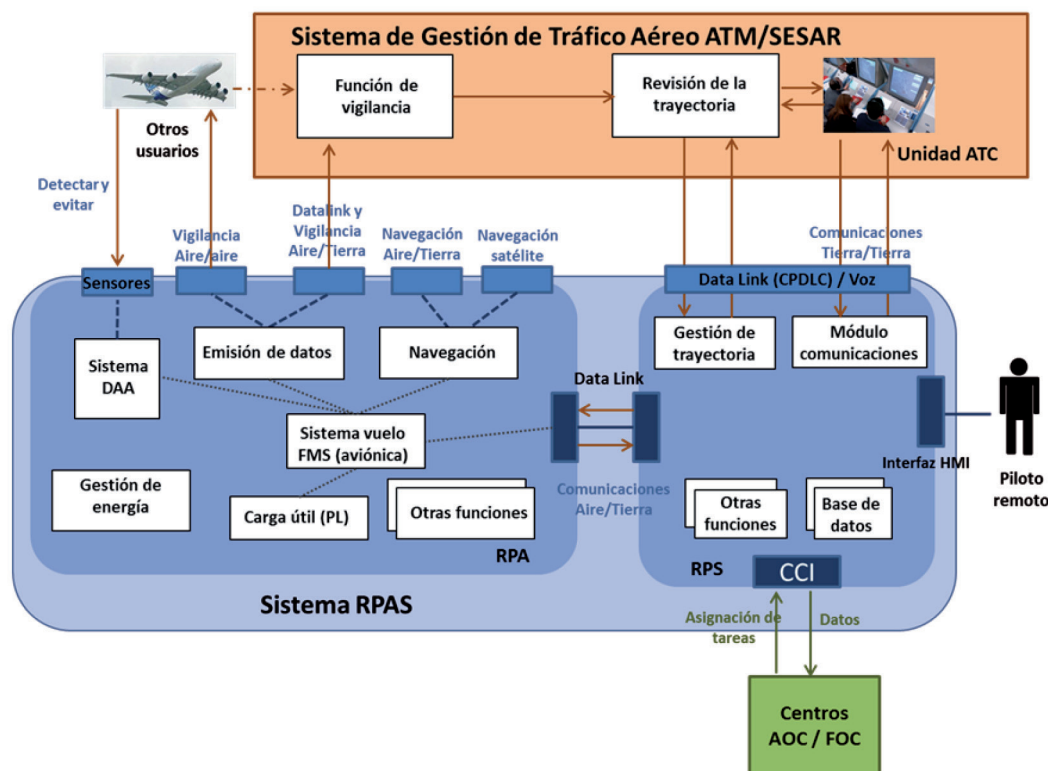 Sistema de Gestión de Tráfico Aéreo ATM/SESAR
Función de
vigilancia
Revisión de la
trayectoria
Unidad ATC
Otros
usuarios
Detectar y
evitar
Vigilancia
Aire/aire
Datalink y
Vigilancia
Aire/Tierra
Navegación
Aire/Tierra
Navegación
satélite
Comunicaciones
Tierra/Tierra
Sensores
Data Link (CPDLC) / Voz
Sistema
DAA
Emisión de datos
Navegación
Gestión de
trayectoria
Módulo
comunicaciones
Data Link
Sistema vuelo
FMS (aviónica)
Interfaz HMI
Piloto
remoto
Gestión de
energía
Carga útil (PL)
Otras funciones
Comunicaciones
Aire/Tierra
Otras
funciones
Base de
datos
RPA
RPS
CCI
Sistema RPAS
Asignación de
tareas
Datos
Centros
AOC / FOC